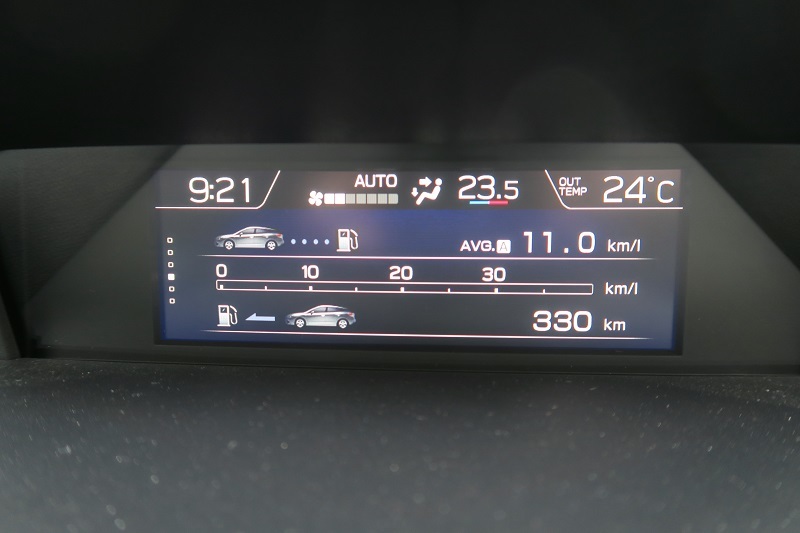 9:21 AUTO 23.5 OUT TEMP 24°C
AVG. A 11.0 km/l
0 10 20 30 km/l
330 km